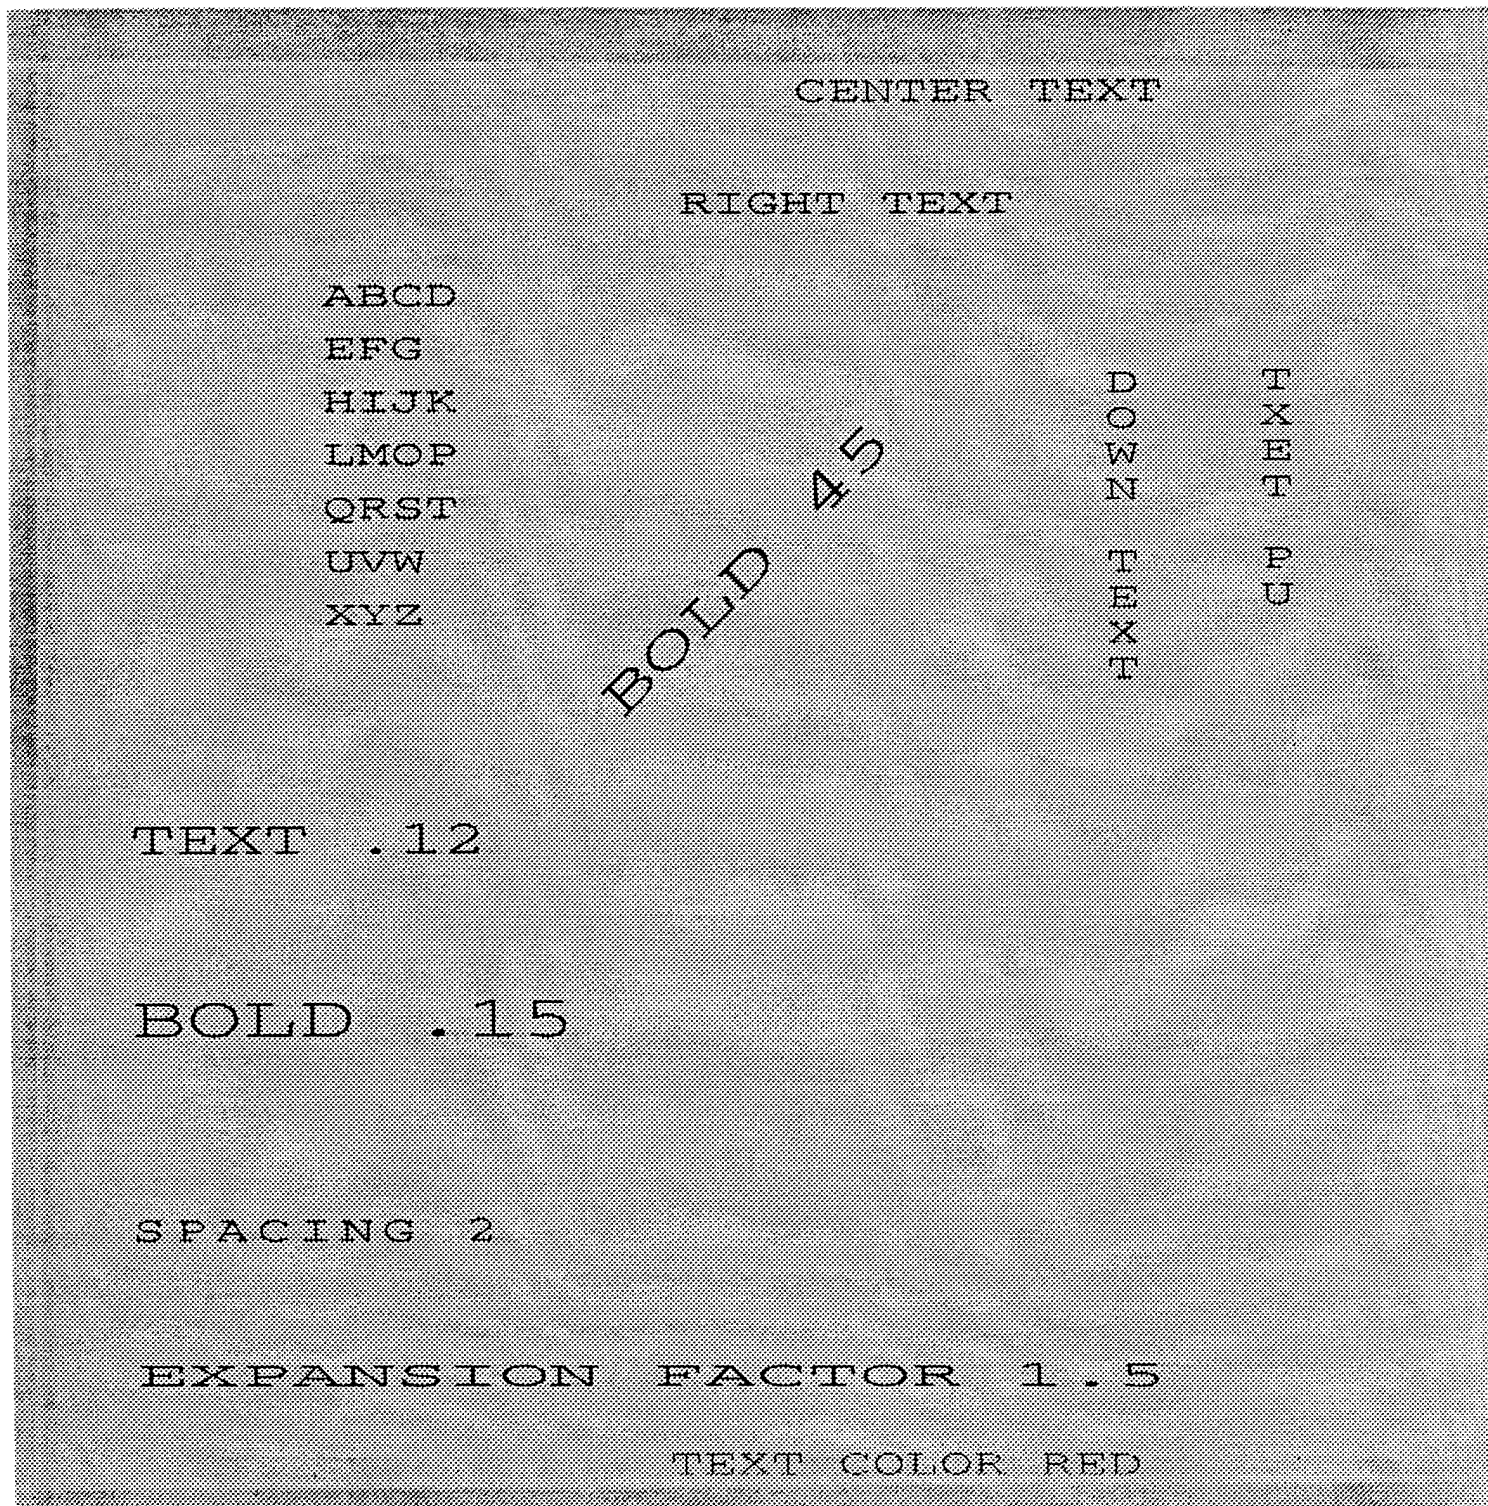 CENTER TEXT
RIGHT TEXT
ABCD
EFG
HIJK
LMOP
QRST
UVW
XYZ
BOLD 45
DOWN TEXT
TXET PU
TEXT .12
BOLD .15
SPACING 2
EXPANSION FACTOR 1.5
TEXT COLOR RED